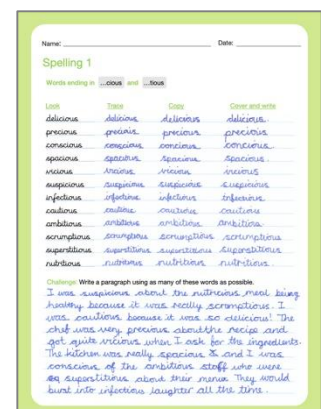 Name: Date:
Spelling 1
Words ending in ...cious and ...tious
Look Trace Copy Cover and write
delicious delicious delicious delicious.
precious precious precious precious.
conscious conscious concious concious.
spacious spacious spacious spacious.
vicious vicious vicious vicious
suspicious suspicious suspicious suspicious
infectious infectious infectious infectious.
cautious cautious cautious cautious
ambitious ambitious ambitious ambitious.
scrumptious scrumptious scrumptious scrumptious.
superstitious superstitious superstitious superstitious.
nutritious nutritious nutritious nutritious.
Challenge: Write a paragraph using as many of these words as possible.
I was suspicious about the nutricious meal being
healthy because it was really scromptious. I
was cautious because it was so delicious! The
chef was very precious about the recipe and
got quite vicious when I ask for the ingredients.
The kitchen was really spacious & and I was
conscious of the ambitious staff who were
superstitious about their menu. They would
burst into infectious laughter all the time.